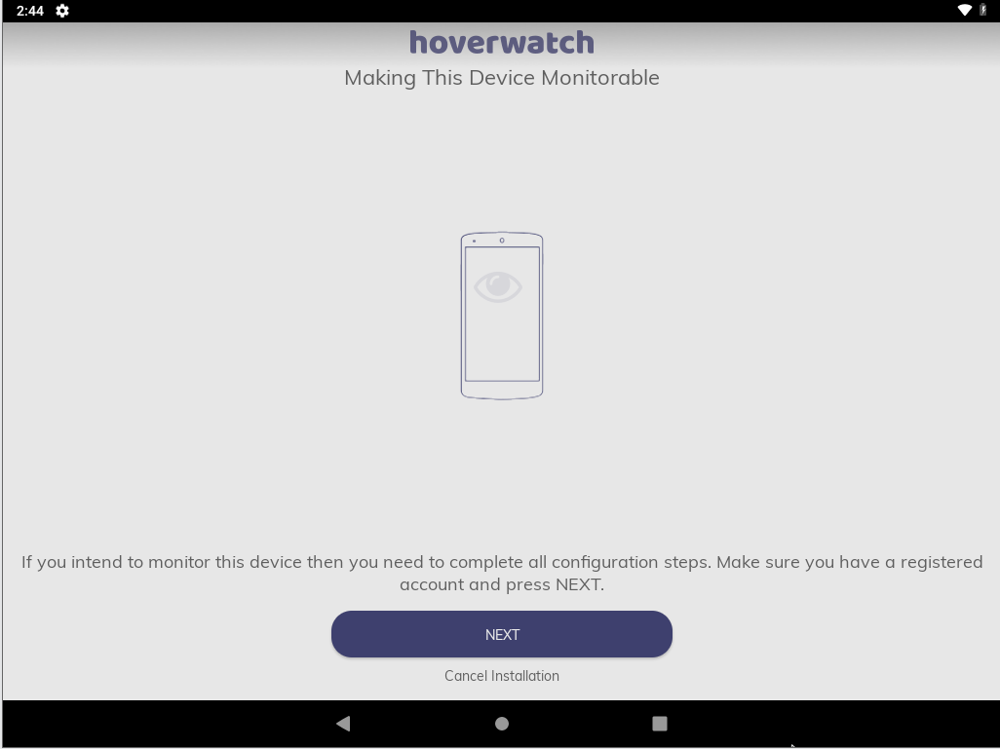 2:44
hoverwatch
Making This Device Monitorable
If you intend to monitor this device then you need to complete all configuration steps. Make sure you have a registered
account and press NEXT.
NEXT
Cancel Installation